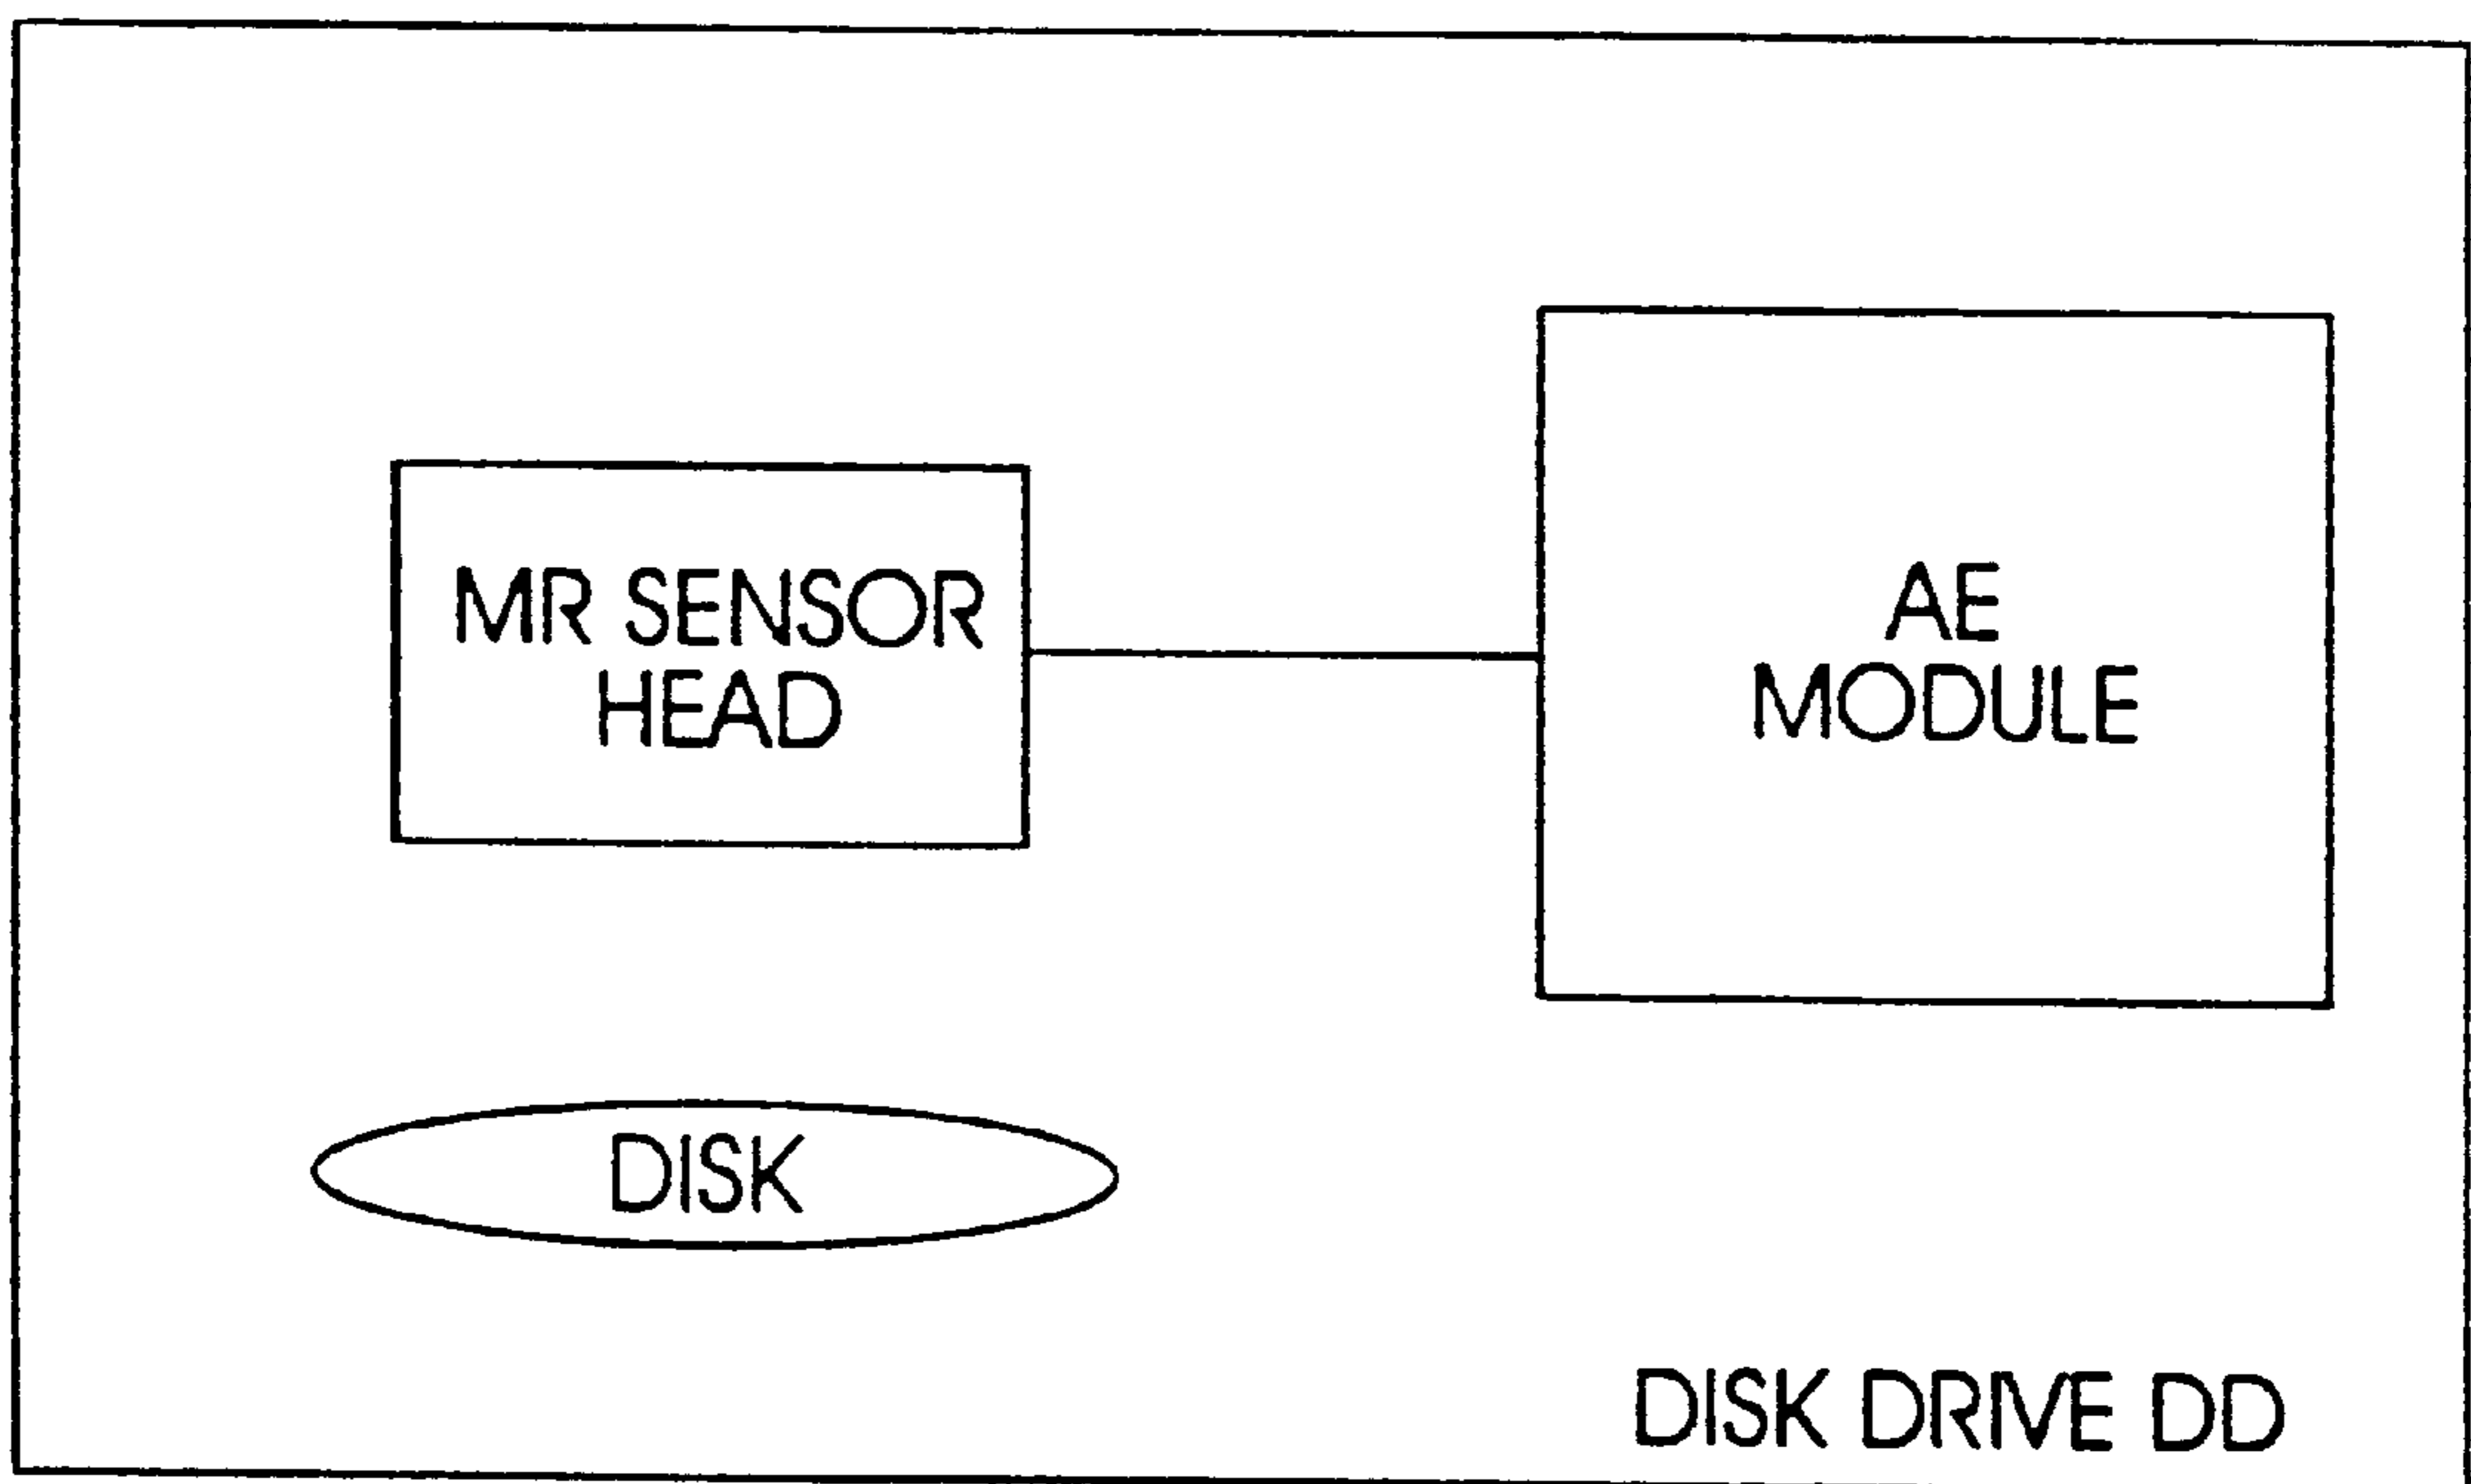 MR SENSOR
HEAD
AE
MODULE
DISK
DISK DRIVE DD